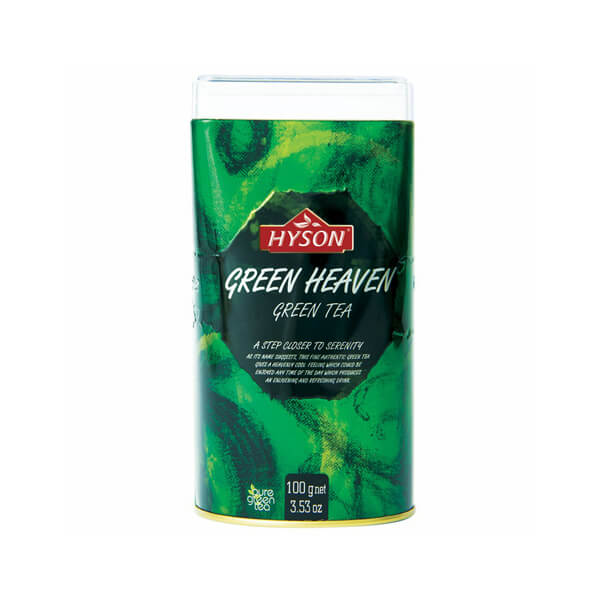 HYSON®
GREEN HEAVEN
GREEN TEA
A STEP CLOSER TO SERENITY
AS ITS NAME SUGGESTS, THIS FINE AUTHENTIC GREEN TEA
GIVES A HEAVENLY COOL FEELING WHICH COULD BE
ENJOYED ANY TIME OF THE DAY WHICH PRODUCES
AN ENLIVENING AND REFRESHING DRINK.
pure
green
tea
100 g net
3.53 oz